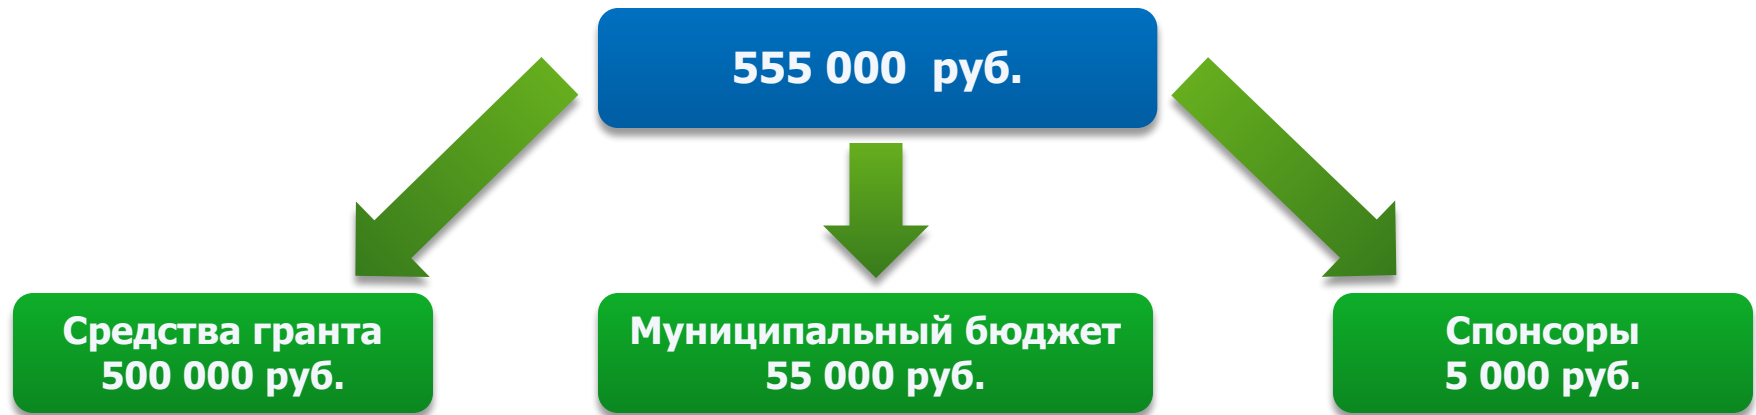 555 000  руб.
Средства гранта
500 000 руб.
Муниципальный бюджет
55 000 руб.
Спонсоры
5 000 руб.